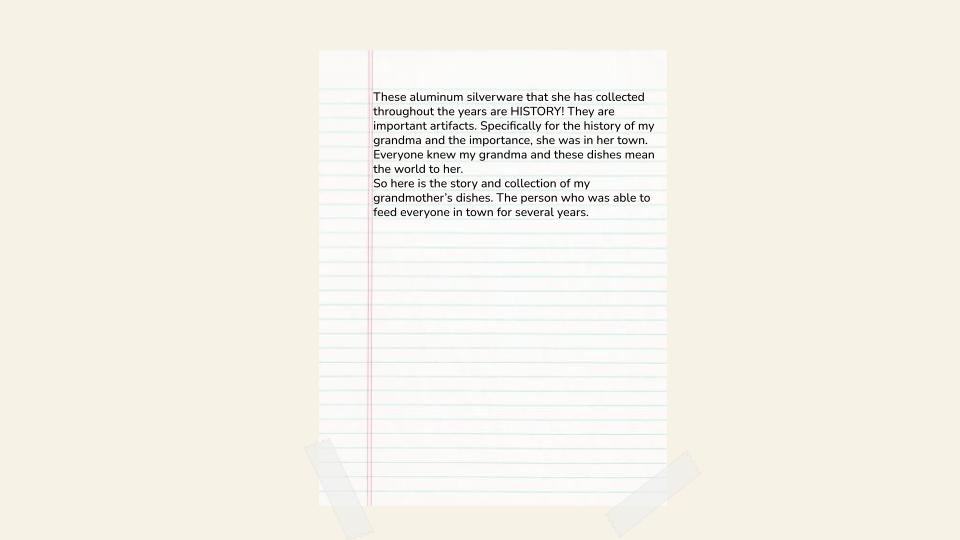 These aluminum silverware that she has collected
throughout the years are HISTORY! They are
important artifacts. Specifically for the history of my
grandma and the importance, she was in her town.
Everyone knew my grandma and these dishes mean
the world to her.
So here is the story and collection of my
grandmother’s dishes. The person who was able to
feed everyone in town for several years.